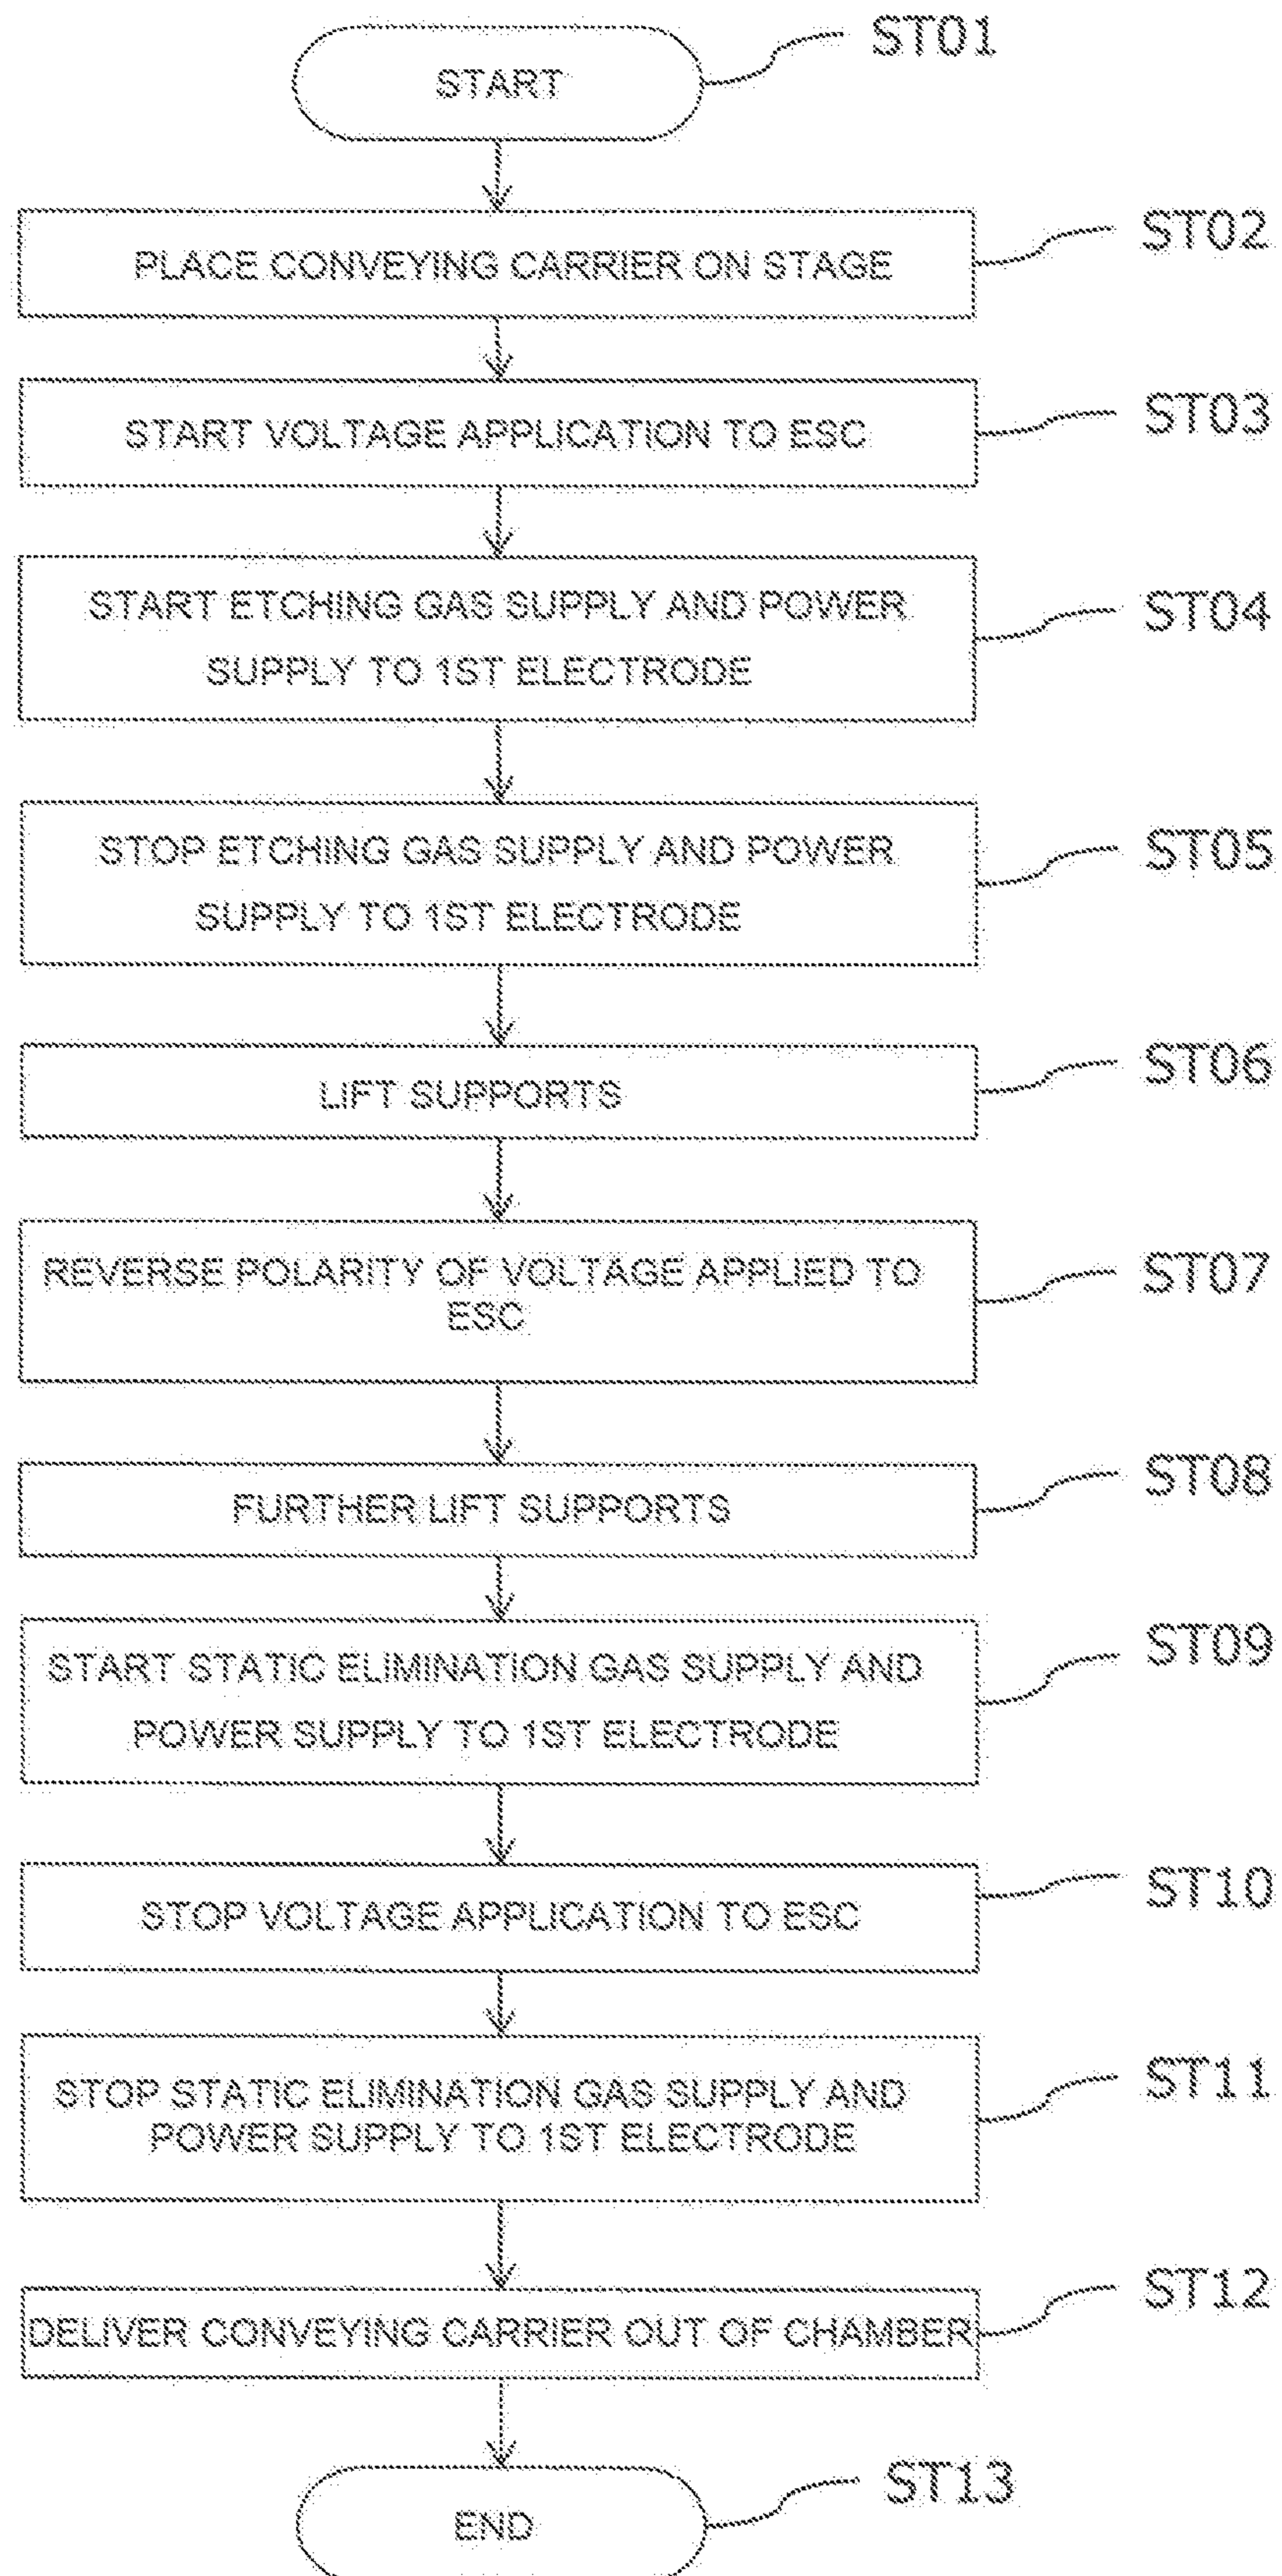 START
ST01
PLACE CONVEYING CARRIER ON STAGE
ST02
START VOLTAGE APPLICATION TO ESC
ST03
START ETCHING GAS SUPPLY AND POWER
SUPPLY TO 1ST ELECTRODE
ST04
STOP ETCHING GAS SUPPLY AND POWER
SUPPLY TO 1ST ELECTRODE
ST05
LIFT SUPPORTS
ST06
REVERSE POLARITY OF VOLTAGE APPLIED TO
ESC
ST07
FURTHER LIFT SUPPORTS
ST08
START STATIC ELIMINATION GAS SUPPLY AND
POWER SUPPLY TO 1ST ELECTRODE
ST09
STOP VOLTAGE APPLICATION TO ESC
ST10
STOP STATIC ELIMINATION GAS SUPPLY AND
POWER SUPPLY TO 1ST ELECTRODE
ST11
DELIVER CONVEYING CARRIER OUT OF CHAMBER
ST12
END
ST13